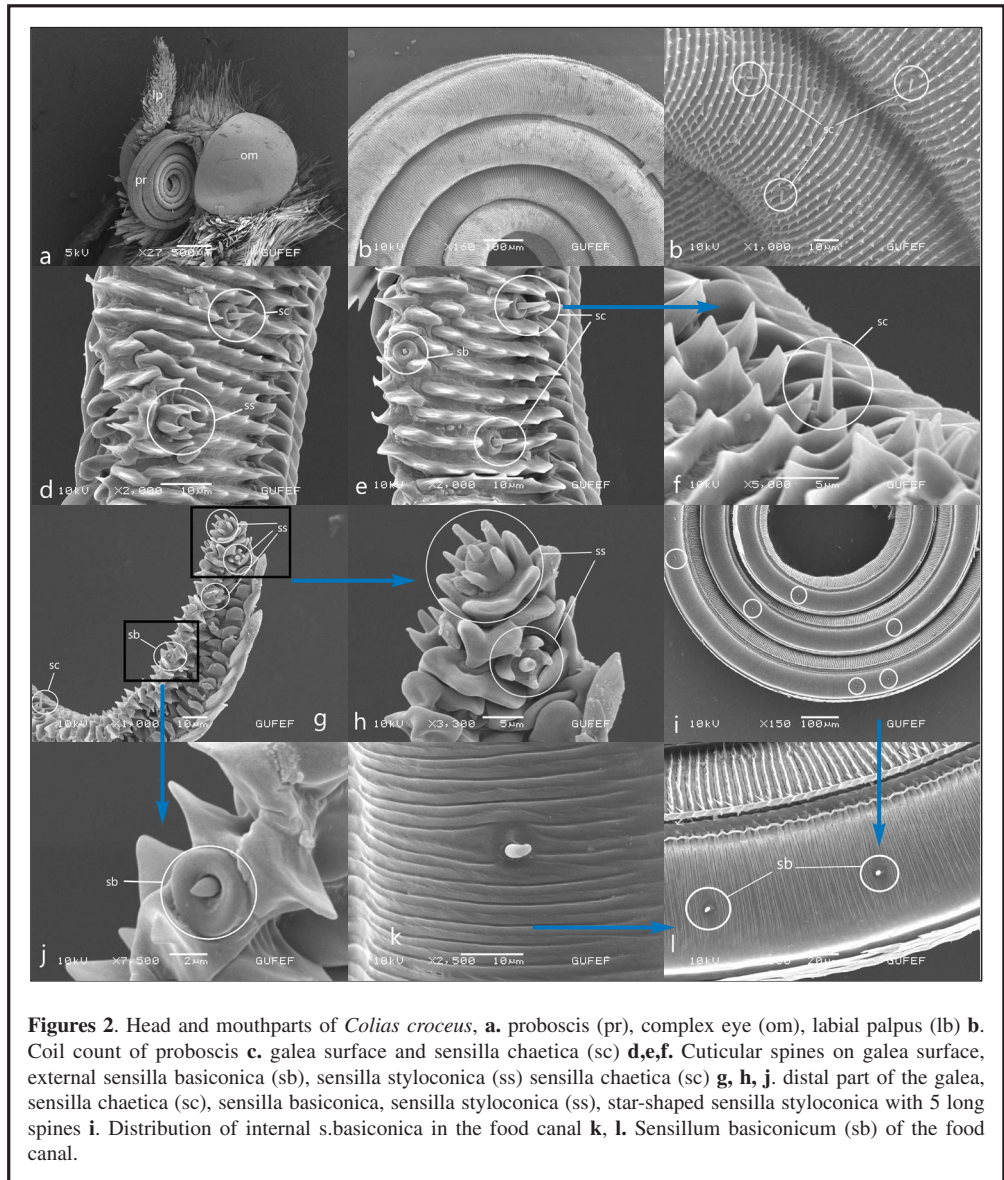 lp
om
pr
a
5kV X27 500µm GUFEF
b
10kV X160 100µm GUFEF
sc
b
10kV X1,000 10µm GUFEF
sc
ss
d
10kV X2,000 10µm GUFEF
sc
sb
e
10kV X2,000 10µm GUFEF
sc
f
10kV X5,000 5µm GUFEF
ss
sb
sc
g
10kV X1,000 10µm GUFEF
ss
h
10kV X3,300 5µm GUFEF
i
10kV X150 100µm GUFEF
sb
j
10kV X7,500 2µm GUFEF
k
10kV X2,500 10µm GUFEF
sb
l
10kV 20µm GUFEF
Figures 2. Head and mouthparts of Colias croceus, a. proboscis (pr), complex eye (om), labial palpus (lb) b.
Coil count of proboscis c. galea surface and sensilla chaetica (sc) d,e,f. Cuticular spines on galea surface,
external sensilla basiconica (sb), sensilla styloconica (ss) sensilla chaetica (sc) g, h, j. distal part of the galea,
sensilla chaetica (sc), sensilla basiconica, sensilla styloconica (ss), star-shaped sensilla styloconica with 5 long
spines i. Distribution of internal s.basiconica in the food canal k, l. Sensillum basiconicum (sb) of the food
canal.